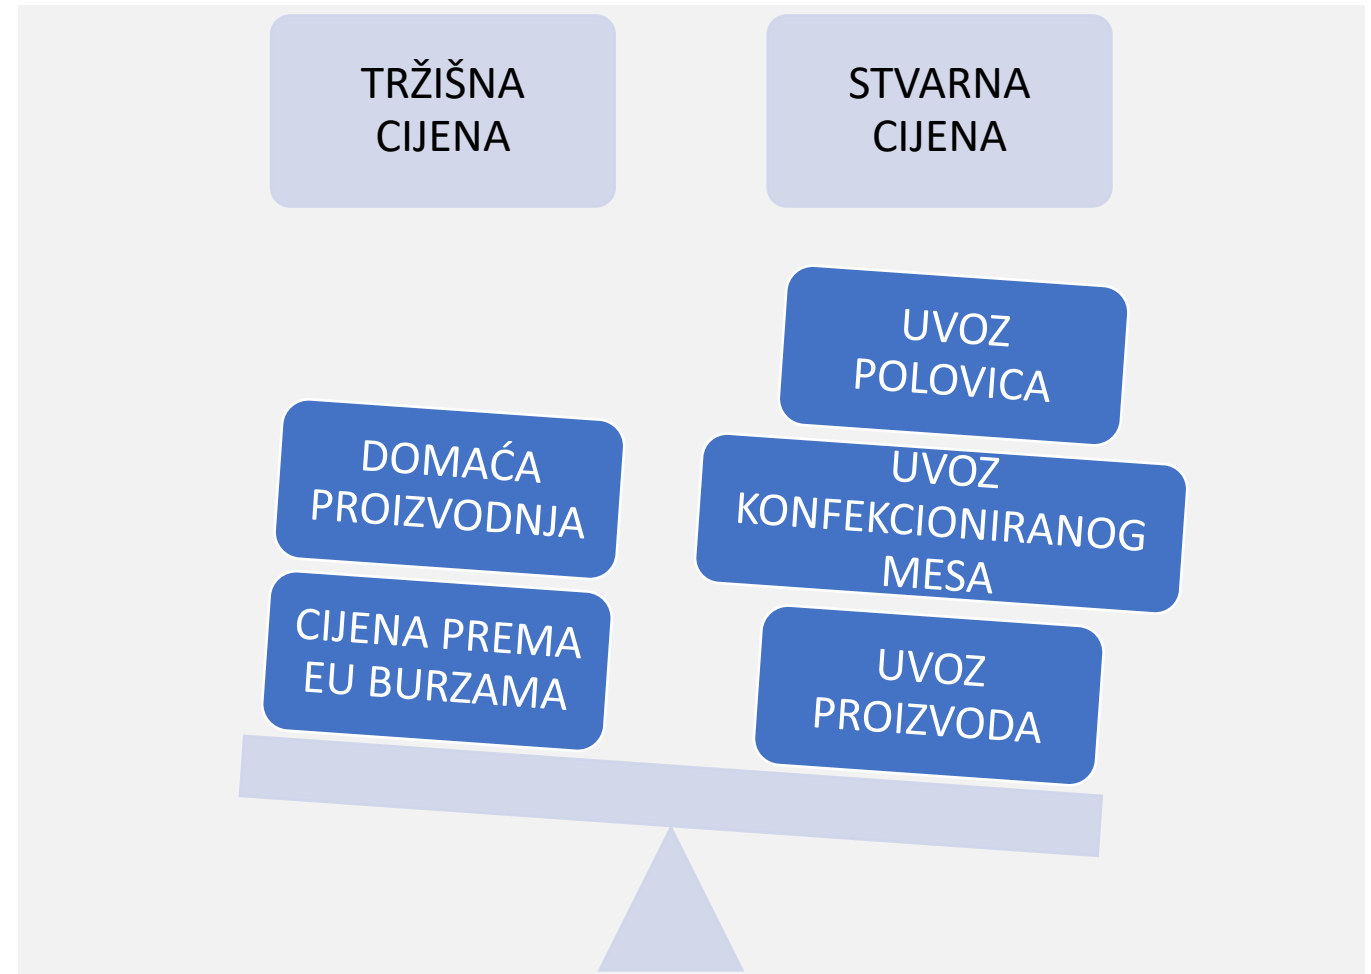 TRŽIŠNA
CIJENA
STVARNA
CIJENA
DOMAĆA
PROIZVODNJA
CIJENA PREMA
EU BURZAMA
UVOZ
POLOVICA
UVOZ
KONFEKCIONIRANOG
MESA
UVOZ
PROIZVODA